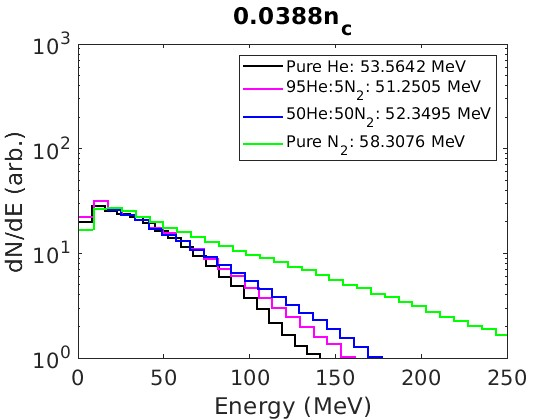 0.0388n_c
10^3
10^2
10^1
10^0
dN/dE (arb.)
Pure He: 53.5642 MeV
95He:5N_2: 51.2505 MeV
50He:50N_2: 52.3495 MeV
Pure N_2: 58.3076 MeV
0 50 100 150 200 250
Energy (MeV)